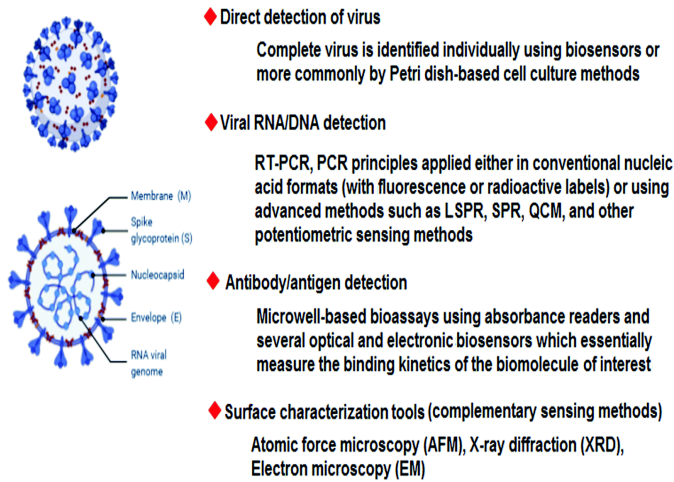 Direct detection of virus
Complete virus is identified individually using biosensors or
more commonly by Petri dish-based cell culture methods
Viral RNA/DNA detection
RT-PCR, PCR principles applied either in conventional nucleic
acid formats (with fluorescence or radioactive labels) or using
advanced methods such as LSPR, SPR, QCM, and other
potentiometric sensing methods
Antibody/antigen detection
Microwell-based bioassays using absorbance readers and
several optical and electronic biosensors which essentially
measure the binding kinetics of the biomolecule of interest
Surface characterization tools (complementary sensing methods)
Atomic force microscopy (AFM), X-ray diffraction (XRD),
Electron microscopy (EM)
Membrane (M)
Spike
glycoprotein (S)
Nucleocapsid
Envelope (E)
RNA viral
genome